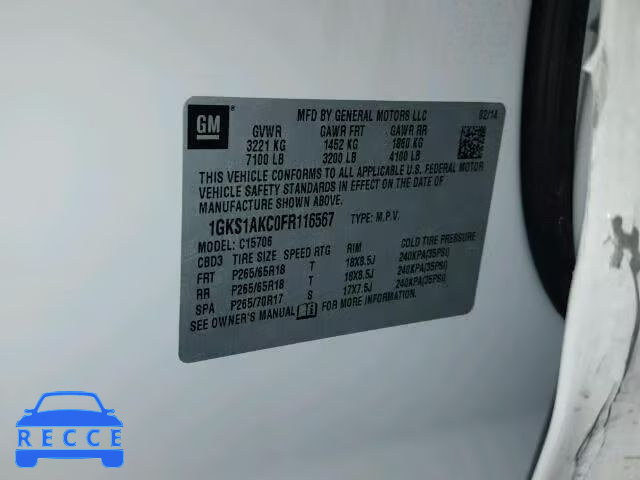 GM
MFD BY GENERAL MOTORS LLC 02/14
GVWR GAWR FRT GAWR RR
3221 KG 1452 KG 1860 KG
7100 LB 3200 LB 4100 LB
THIS VEHICLE CONFORMS TO ALL APPLICABLE U.S. FEDERAL MOTOR
VEHICLE SAFETY STANDARDS IN EFFECT ON THE DATE OF
MANUFACTURE SHOWN ABOVE.
1GKS1AKC0FR116567 TYPE: M.P.V.
MODEL: C15706
CBD3 TIRE SIZE SPEED RTG RIM COLD TIRE PRESSURE
FRT P265/65R18 T 18X8.5J 240KPA(35PSI)
RR P265/65R18 T 18X8.5J 240KPA(35PSI)
SPA P265/70R17 S 17X7.5J 240KPA(35PSI)
SEE OWNER'S MANUAL FOR MORE INFORMATION.
RECCE